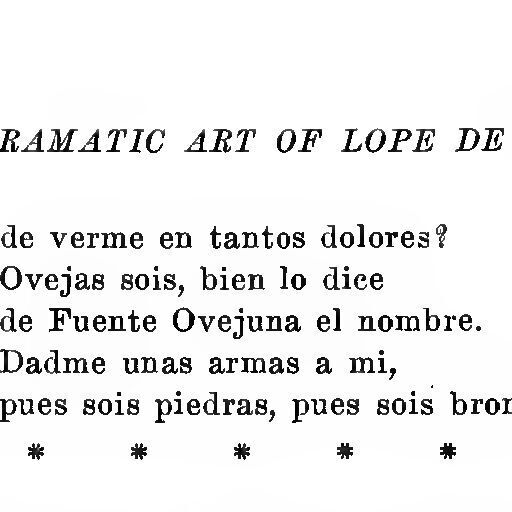 RAMATIC ART OF LOPE DE
de verme en tantos dolores?
Ovejas sois, bien lo dice
de Fuente Ovejuna el nombre.
Dadme unas armas a mi,
pues sois piedras, pues sois
* * * * *